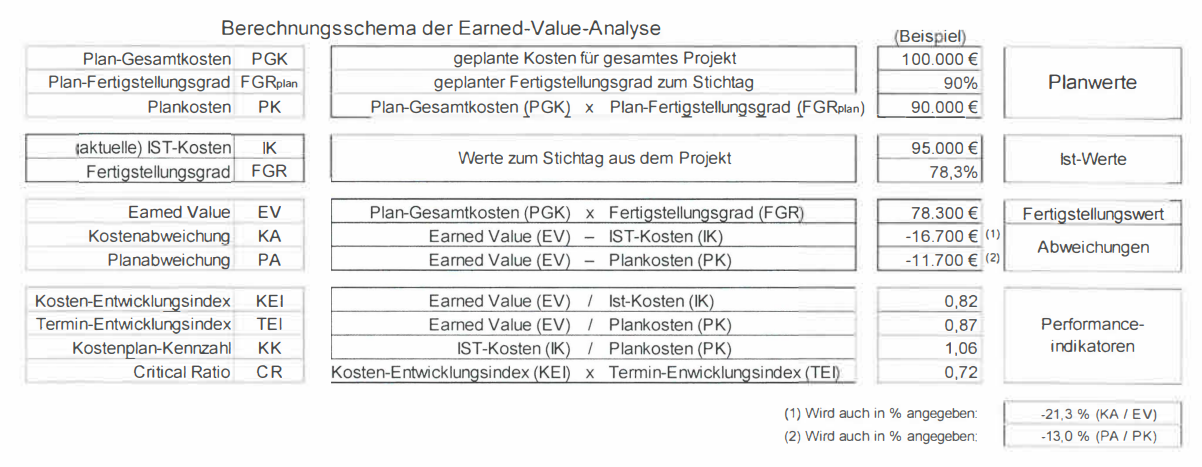 Berechnungsschema der Earned-Value-Analyse
(Beispiel)
Plan-Gesamtkosten PGK geplante Kosten für gesamtes Projekt 100.000 €
Plan-Fertigstellungsgrad FGRplan geplanter Fertigstellungsgrad zum Stichtag 90% Planwerte
Plankosten PK Plan-Gesamtkosten (PGK) x Plan-Fertigstellungsgrad (FGRplan) 90.000 €
(aktuelle) IST-Kosten IK 95.000 €
Werte zum Stichtag aus dem Projekt Ist-Werte
Fertigstellungsgrad FGR 78,3%
Earned Value EV Plan-Gesamtkosten (PGK) x Fertigstellungsgrad (FGR) 78.300 € Fertigstellungswert
Kostenabweichung KA Earned Value (EV) – IST-Kosten (IK) -16.700 € (1)
Abweichungen
Planabweichung PA Earned Value (EV) – Plankosten (PK) -11.700 € (2)
Kosten-Entwicklungsindex KEI Earned Value (EV) / Ist-Kosten (IK) 0,82
Termin-Entwicklungsindex TEI Earned Value (EV) / Plankosten (PK) 0,87 Performance-
Kostenplan-Kennzahl KK IST-Kosten (IK) / Plankosten (PK) 1,06 indikatoren
Critical Ratio CR Kosten-Entwicklungsindex (KEI) x Termin-Enwicklungsindex (TEI) 0,72
(1) Wird auch in % angegeben: -21,3 % (KA / EV)
(2) Wird auch in % angegeben: -13,0 % (PA / PK)